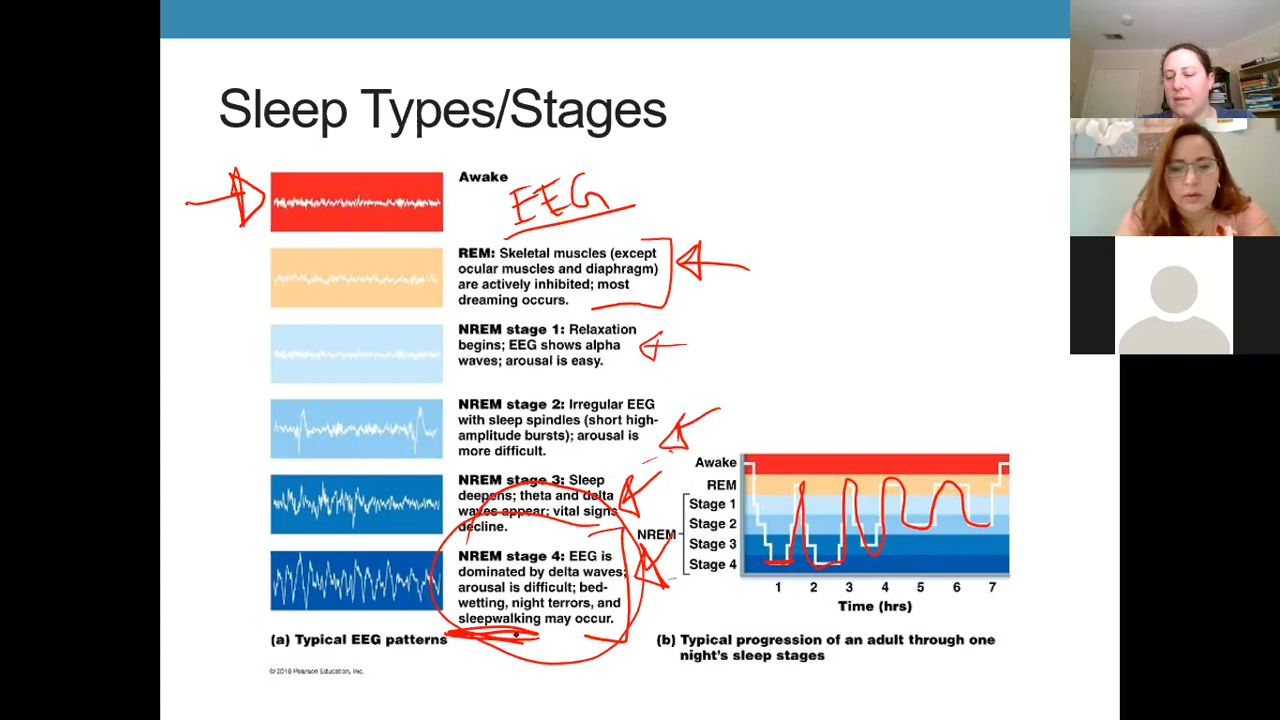 Sleep Types/Stages
Awake
EEG
REM: Skeletal muscles (except
ocular muscles and diaphragm)
are actively inhibited; most
dreaming occurs.
NREM stage 1: Relaxation
begins; EEG shows alpha
waves; arousal is easy.
NREM stage 2: Irregular EEG
with sleep spindles (short high-
amplitude bursts); arousal is
more difficult.
NREM stage 3: Sleep
deepens; theta and delta
waves appear; vital signs
decline.
NREM stage 4: EEG is
dominated by delta waves;
arousal is difficult; bed-
wetting, night terrors, and
sleepwalking may occur.
(a) Typical EEG patterns
Awake
REM
Stage 1
Stage 2
NREM
Stage 3
Stage 4
1 2 3 4 5 6 7
Time (hrs)
(b) Typical progression of an adult through one
night's sleep stages
© 2016 Pearson Education, Inc.